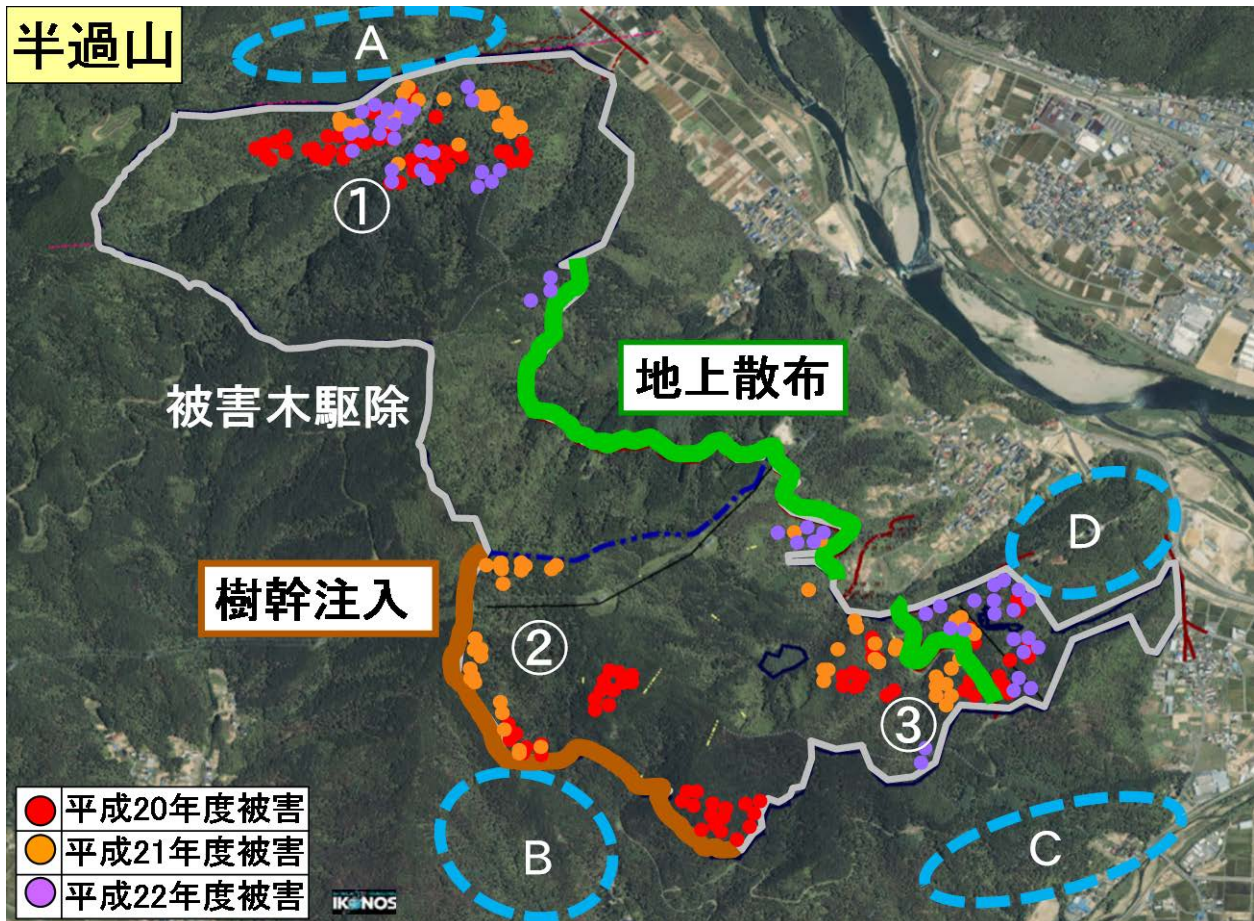 半過山
A
①
地上散布
被害木駆除
D
樹幹注入
②
③
B
C
平成20年度被害
平成21年度被害
平成22年度被害
IKONOS